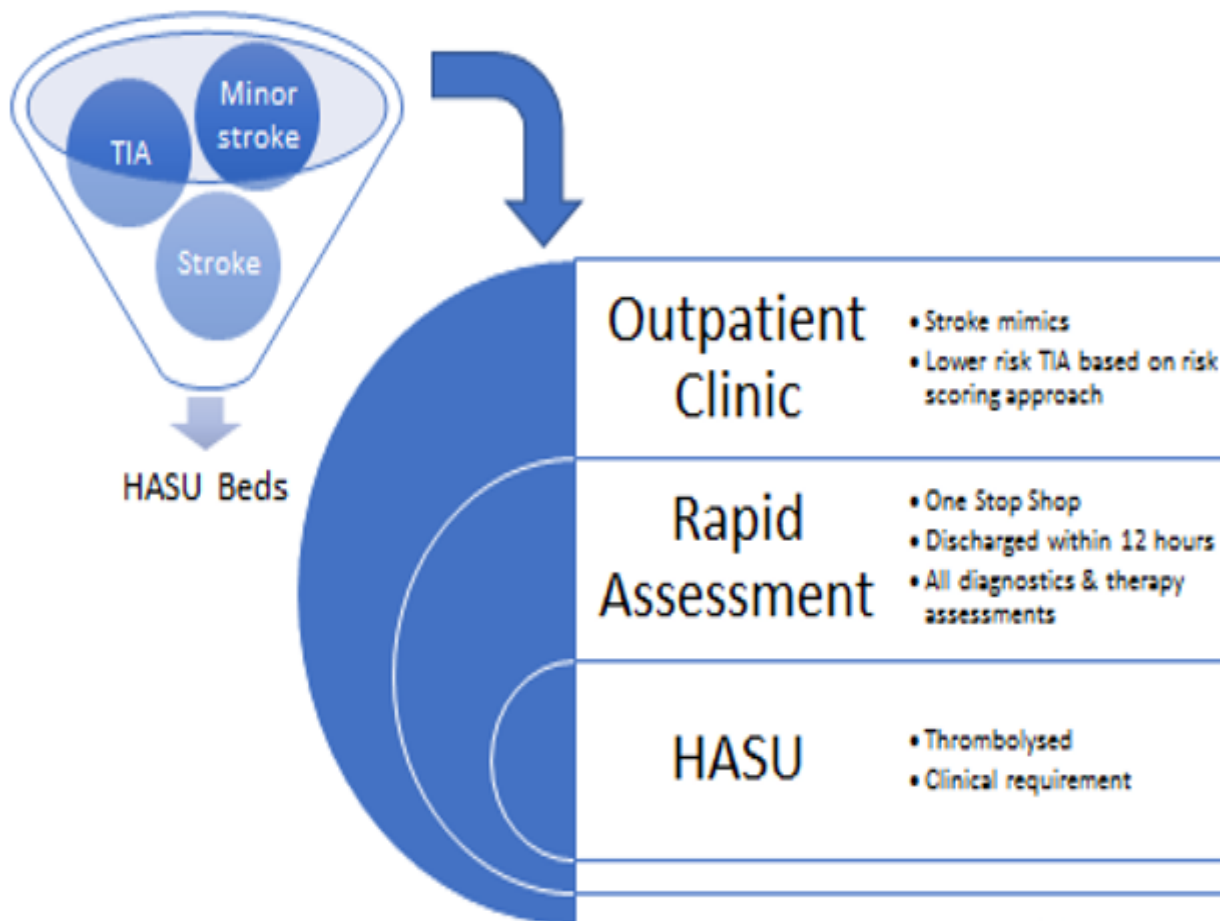 TIA
Minor
stroke
Stroke
HASU Beds
Outpatient
Clinic
• Stroke mimics
• Lower risk TIA based on risk
scoring approach
Rapid
Assessment
• One Stop Shop
• Discharged within 12 hours
• All diagnostics & therapy
assessments
HASU
• Thrombolysed
• Clinical requirement